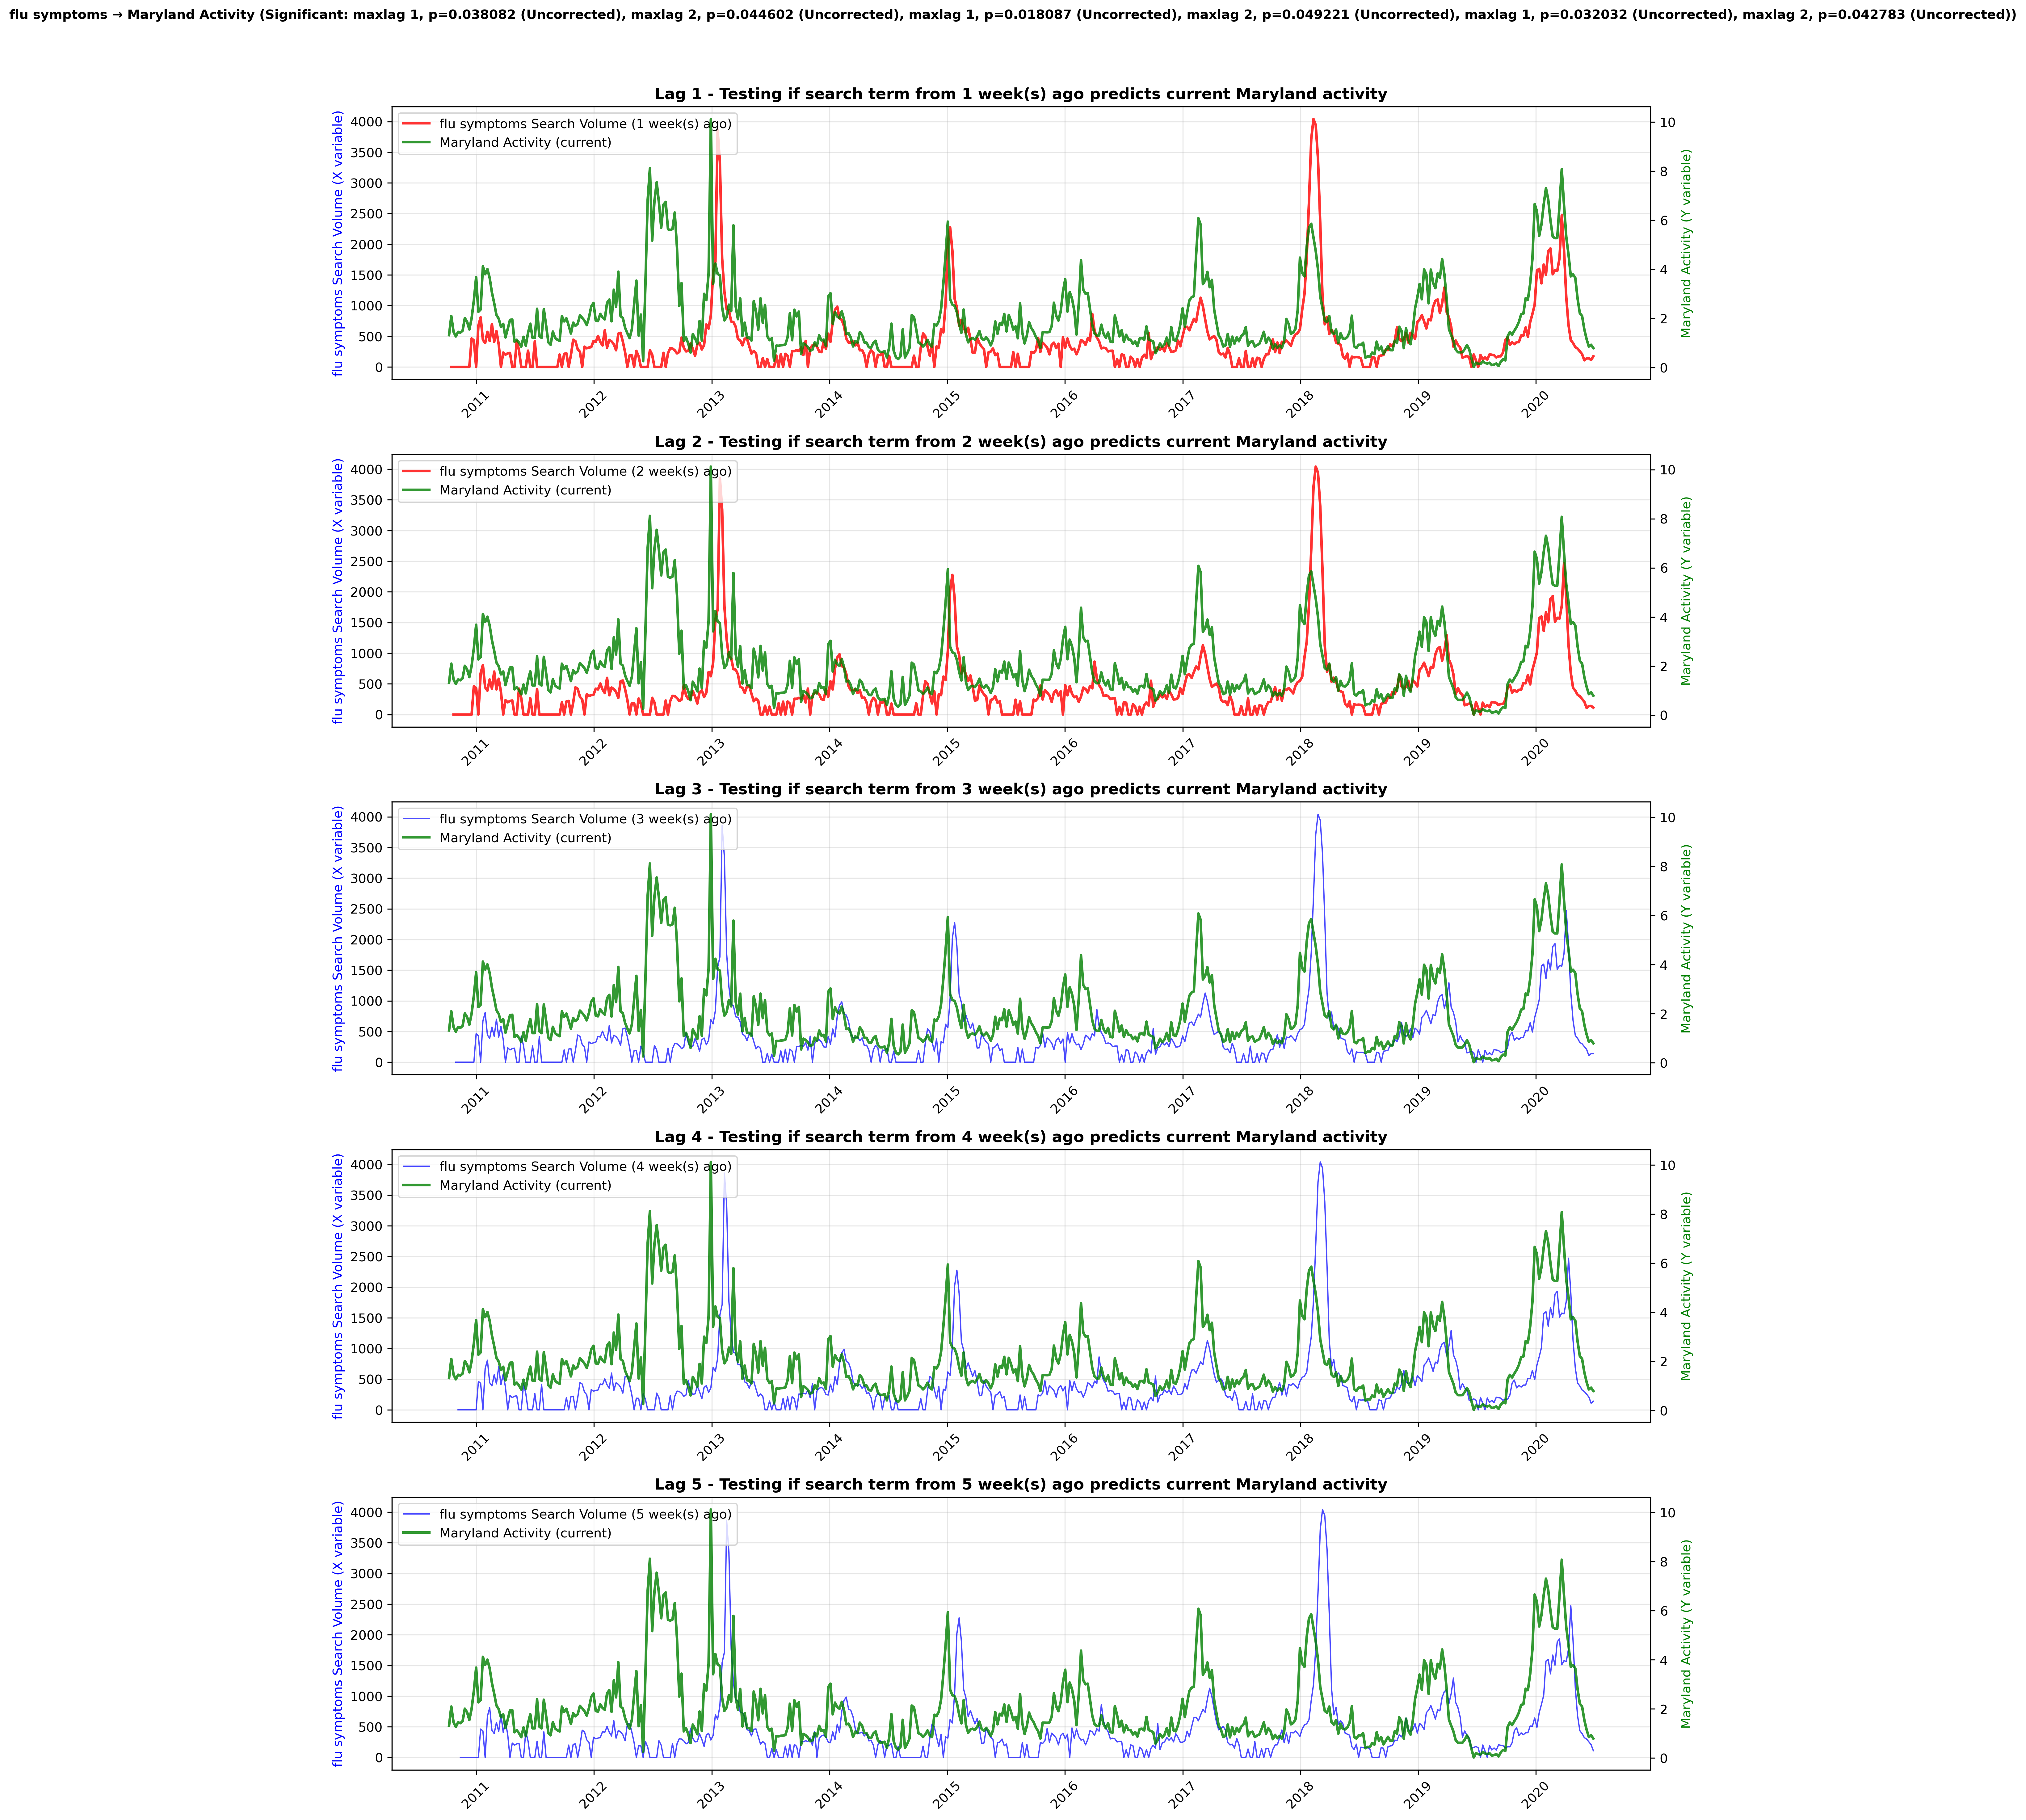 flu symptoms → Maryland Activity (Significant: maxlag 1, p=0.038082 (Uncorrected), maxlag 2, p=0.044602 (Uncorrected), maxlag 1, p=0.018087 (Uncorrected), maxlag 2, p=0.049221 (Uncorrected), maxlag 1, p=0.032032 (Uncorrected), maxlag 2, p=0.042783 (Uncorrected))
Lag 1 - Testing if search term from 1 week(s) ago predicts current Maryland activity
flu symptoms Search Volume (1 week(s) ago)
Maryland Activity (current)
flu symptoms Search Volume (X variable)
4000
3500
3000
2500
2000
1500
1000
500
0
10
8
6
4
2
0
Maryland Activity (Y variable)
2011 2012 2013 2014 2015 2016 2017 2018 2019 2020
Lag 2 - Testing if search term from 2 week(s) ago predicts current Maryland activity
flu symptoms Search Volume (2 week(s) ago)
Maryland Activity (current)
flu symptoms Search Volume (X variable)
4000
3500
3000
2500
2000
1500
1000
500
0
10
8
6
4
2
0
Maryland Activity (Y variable)
2011 2012 2013 2014 2015 2016 2017 2018 2019 2020
Lag 3 - Testing if search term from 3 week(s) ago predicts current Maryland activity
flu symptoms Search Volume (3 week(s) ago)
Maryland Activity (current)
flu symptoms Search Volume (X variable)
4000
3500
3000
2500
2000
1500
1000
500
0
10
8
6
4
2
0
Maryland Activity (Y variable)
2011 2012 2013 2014 2015 2016 2017 2018 2019 2020
Lag 4 - Testing if search term from 4 week(s) ago predicts current Maryland activity
flu symptoms Search Volume (4 week(s) ago)
Maryland Activity (current)
flu symptoms Search Volume (X variable)
4000
3500
3000
2500
2000
1500
1000
500
0
10
8
6
4
2
0
Maryland Activity (Y variable)
2011 2012 2013 2014 2015 2016 2017 2018 2019 2020
Lag 5 - Testing if search term from 5 week(s) ago predicts current Maryland activity
flu symptoms Search Volume (5 week(s) ago)
Maryland Activity (current)
flu symptoms Search Volume (X variable)
4000
3500
3000
2500
2000
1500
1000
500
0
10
8
6
4
2
0
Maryland Activity (Y variable)
2011 2012 2013 2014 2015 2016 2017 2018 2019 2020